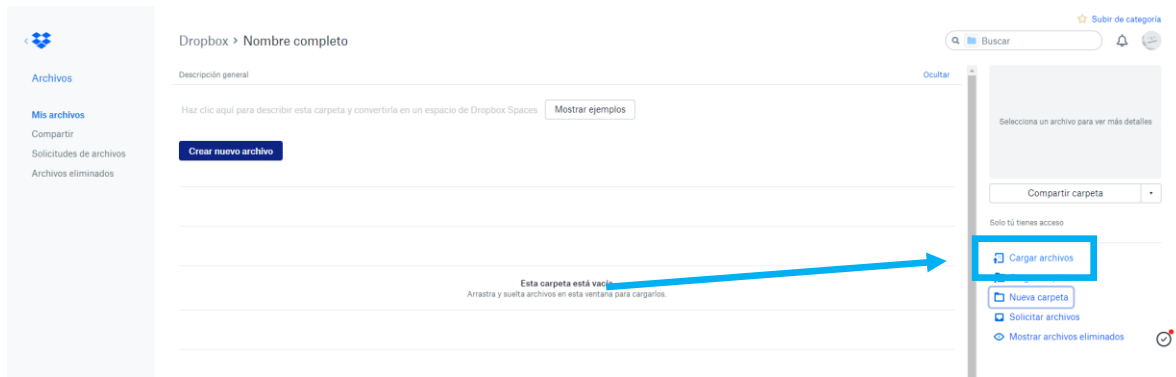 Subir de categoría
Dropbox > Nombre completo
Buscar
Archivos
Mis archivos
Compartir
Solicitudes de archivos
Archivos eliminados
Descripción general
Ocultar
Haz clic aquí para describir esta carpeta y convertirla en un espacio de Dropbox Spaces
Mostrar ejemplos
Crear nuevo archivo
Esta carpeta está vacía
Arrastra y suelta archivos en esta ventana para cargarlos.
Selecciona un archivo para ver más detalles
Compartir carpeta
Solo tú tienes acceso
Cargar archivos
Nueva carpeta
Solicitar archivos
Mostrar archivos eliminados